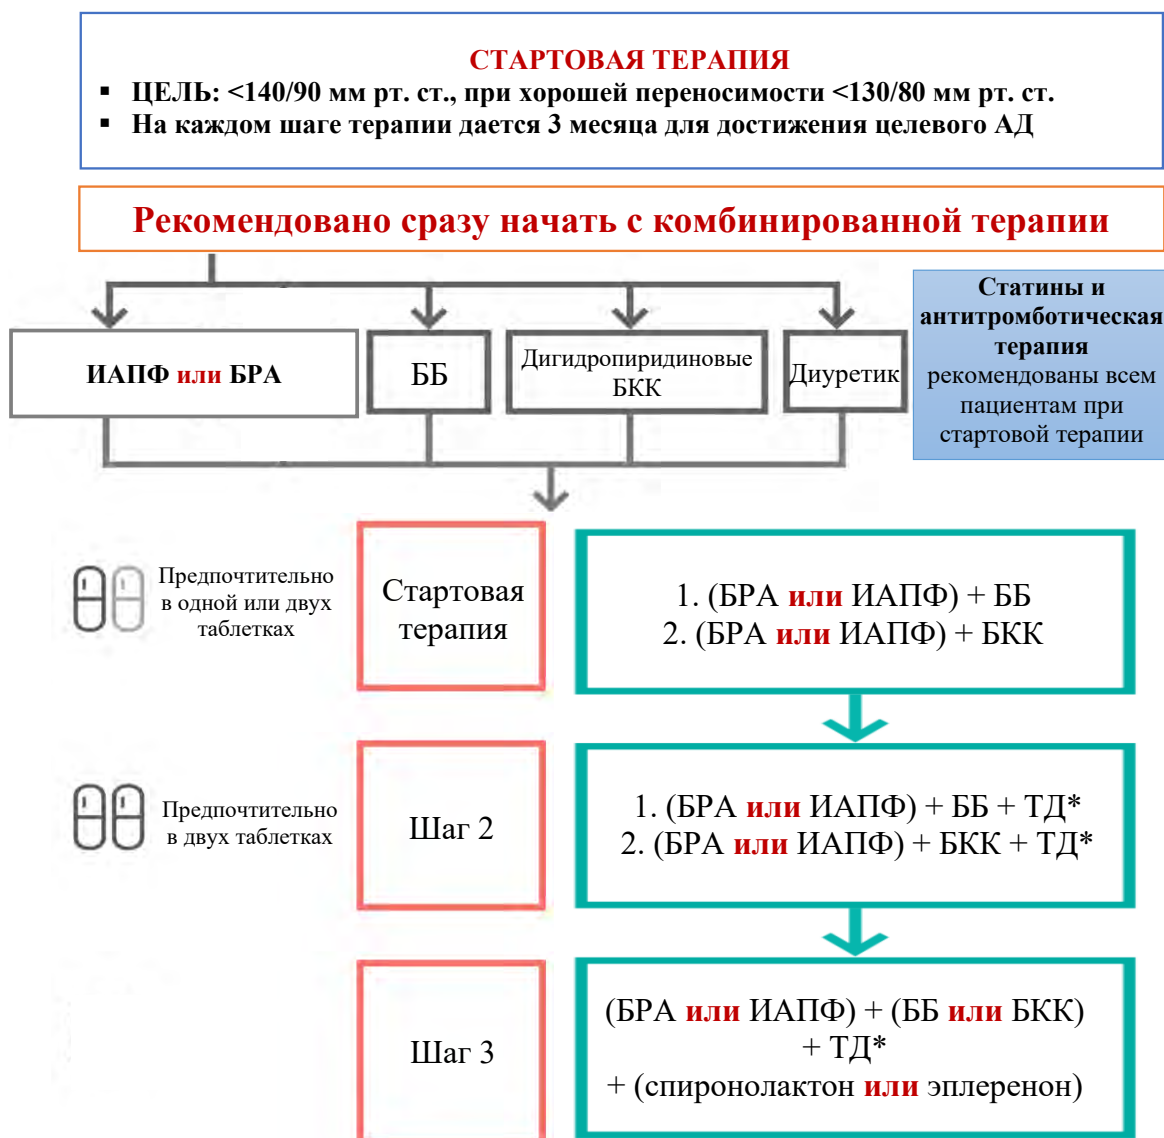 СТАРТОВАЯ ТЕРАПИЯ
▪ ЦЕЛЬ: <140/90 мм рт. ст., при хорошей переносимости <130/80 мм рт. ст.
▪ На каждом шаге терапии дается 3 месяца для достижения целевого АД
Рекомендовано сразу начать с комбинированной терапии
ИАПФ или БРА
ББ
Дигидропиридиновые
БКК
Диуретик
Статины и
антитромботическая
терапия
рекомендованы всем
пациентам при
стартовой терапии
Предпочтительно
в одной или двух
таблетках
Стартовая
терапия
1. (БРА или ИАПФ) + ББ
2. (БРА или ИАПФ) + БКК
Предпочтительно
в двух таблетках
Шаг 2
1. (БРА или ИАПФ) + ББ + ТД*
2. (БРА или ИАПФ) + БКК + ТД*
Шаг 3
(БРА или ИАПФ) + (ББ или БКК)
+ ТД*
+ (спиронолактон или эплеренон)